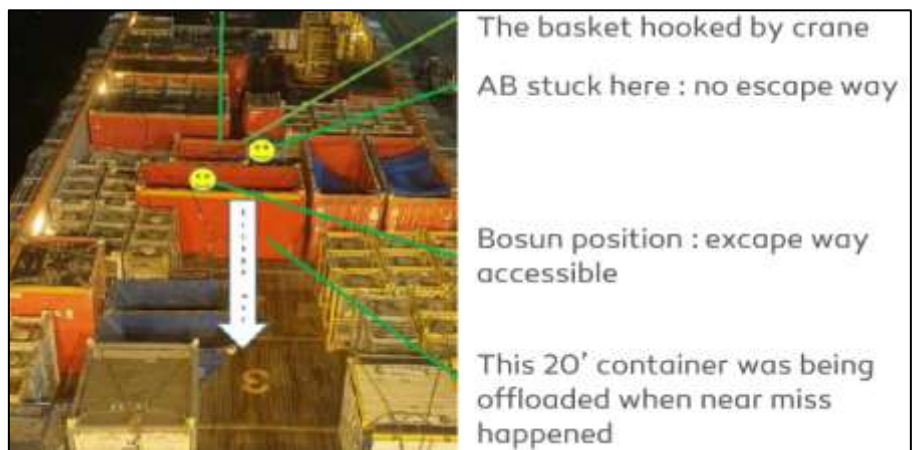 The basket hooked by crane
AB stuck here : no escape way
Bosun position : excape way
accessible
This 20' container was being
offloaded when near miss
happened
3